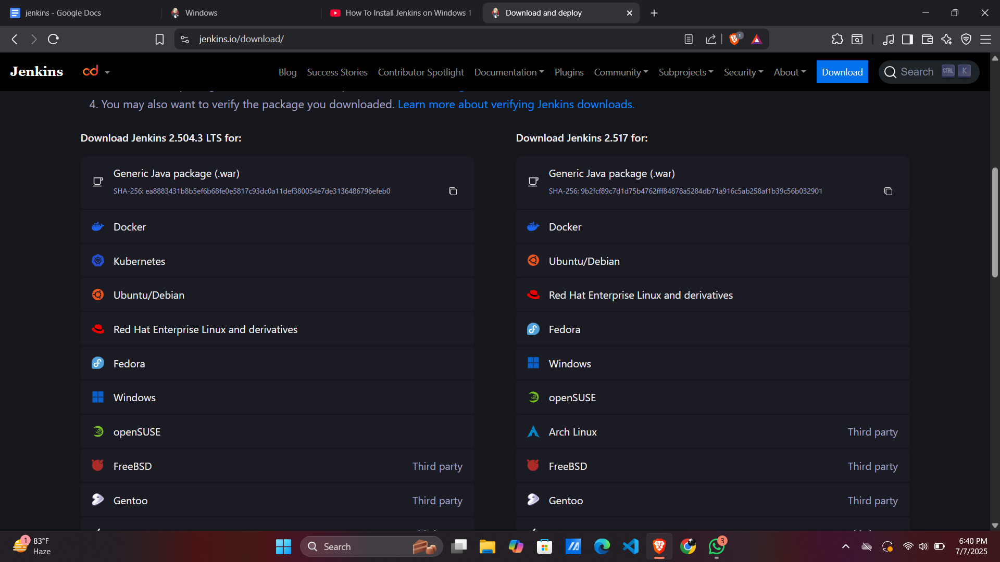 jenkins - Google Docs
Windows
How To Install Jenkins on Windows 1
Download and deploy
jenkins.io/download/
1
Jenkins
cd
Blog
Success Stories
Contributor Spotlight
Documentation
Plugins
Community
Subprojects
Security
About
Download
Search
CTRL
K
4. You may also want to verify the package you downloaded. Learn more about verifying Jenkins downloads.
Download Jenkins 2.504.3 LTS for:
Generic Java package (.war)
SHA-256: ea8883431b8b5ef6b68fe0e5817c93dc0a11def380054e7de3136486796efeb0
Docker
Kubernetes
Ubuntu/Debian
Red Hat Enterprise Linux and derivatives
Fedora
Windows
openSUSE
FreeBSD Third party
Gentoo Third party
Download Jenkins 2.517 for:
Generic Java package (.war)
SHA-256: 9b2fcf89c7d1d75b4762fff84878a5284db71a916c5ab258af1b39c56b032901
Docker
Ubuntu/Debian
Red Hat Enterprise Linux and derivatives
Fedora
Windows
openSUSE
Arch Linux Third party
FreeBSD Third party
Gentoo Third party
1
83°F
Haze
Search
3
6:40 PM
7/7/2025